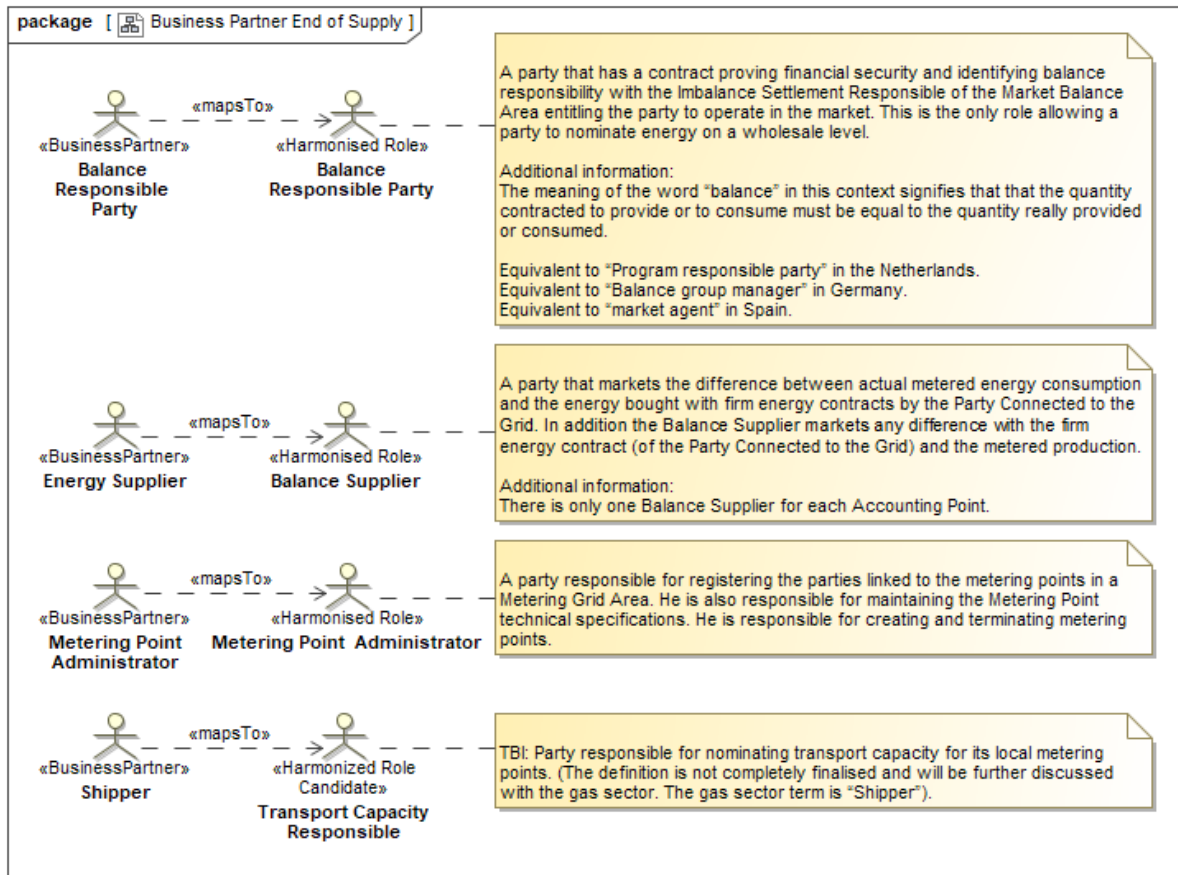 package [ Business Partner End of Supply ]
«mapsTo»
«BusinessPartner»
Balance
Responsible
Party
«Harmonised Role»
Balance
Responsible Party
A party that has a contract proving financial security and identifying balance
responsibility with the Imbalance Settlement Responsible of the Market Balance
Area entitling the party to operate in the market. This is the only role allowing a
party to nominate energy on a wholesale level.
Additional information:
The meaning of the word “balance” in this context signifies that that the quantity
contracted to provide or to consume must be equal to the quantity really provided
or consumed.
Equivalent to “Program responsible party” in the Netherlands.
Equivalent to “Balance group manager” in Germany.
Equivalent to “market agent” in Spain.
«mapsTo»
«BusinessPartner»
Energy Supplier
«Harmonised Role»
Balance Supplier
A party that markets the difference between actual metered energy consumption
and the energy bought with firm energy contracts by the Party Connected to the
Grid. In addition the Balance Supplier markets any difference with the firm
energy contract (of the Party Connected to the Grid) and the metered production.
Additional information:
There is only one Balance Supplier for each Accounting Point.
«mapsTo»
«BusinessPartner»
Metering Point
Administrator
«Harmonised Role»
Metering Point Administrator
A party responsible for registering the parties linked to the metering points in a
Metering Grid Area. He is also responsible for maintaining the Metering Point
technical specifications. He is responsible for creating and terminating metering
points.
«mapsTo»
«BusinessPartner»
Shipper
«Harmonized Role
Candidate»
Transport Capacity
Responsible
TBI: Party responsible for nominating transport capacity for its local metering
points. (The definition is not completely finalised and will be further discussed
with the gas sector. The gas sector term is “Shipper”).